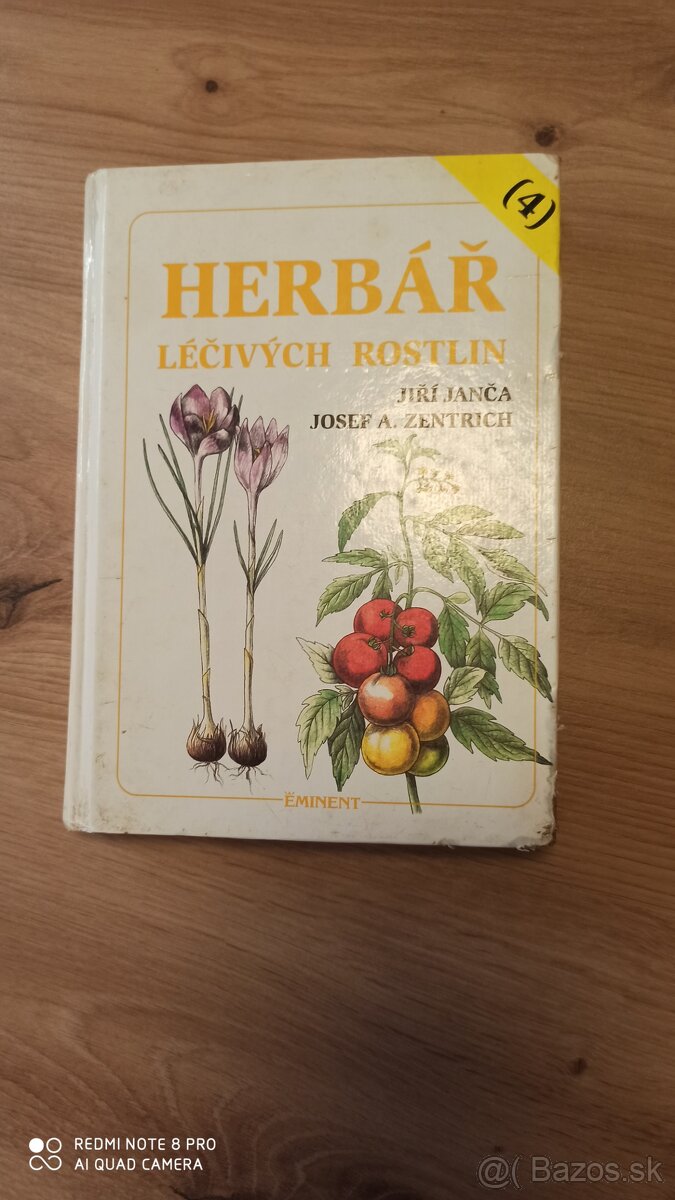 (4)
HERBÁŘ
LÉČIVÝCH ROSTLIN
JIŘÍ JANČA
JOSEF A. ZENTRICH
EMINENT
REDMI NOTE 8 PRO
AI QUAD CAMERA
@( Bazos.sk